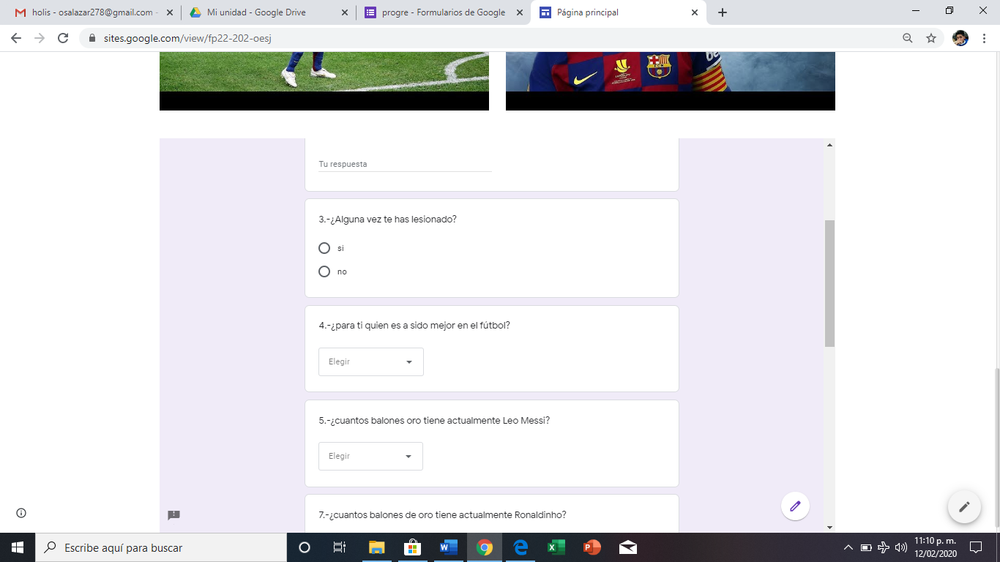 holis - osalazar278@gmail.com -
Mi unidad - Google Drive
progre - Formularios de Google
Página principal
sites.google.com/view/fp22-202-oesj
Tu respuesta
3.-¿Alguna vez te has lesionado?
si
no
4.-¿para ti quien es a sido mejor en el fútbol?
Elegir
5.-¿cuantos balones oro tiene actualmente Leo Messi?
Elegir
7.-¿cuantos balones de oro tiene actualmente Ronaldinho?
Escribe aquí para buscar
11:10 p. m.
12/02/2020